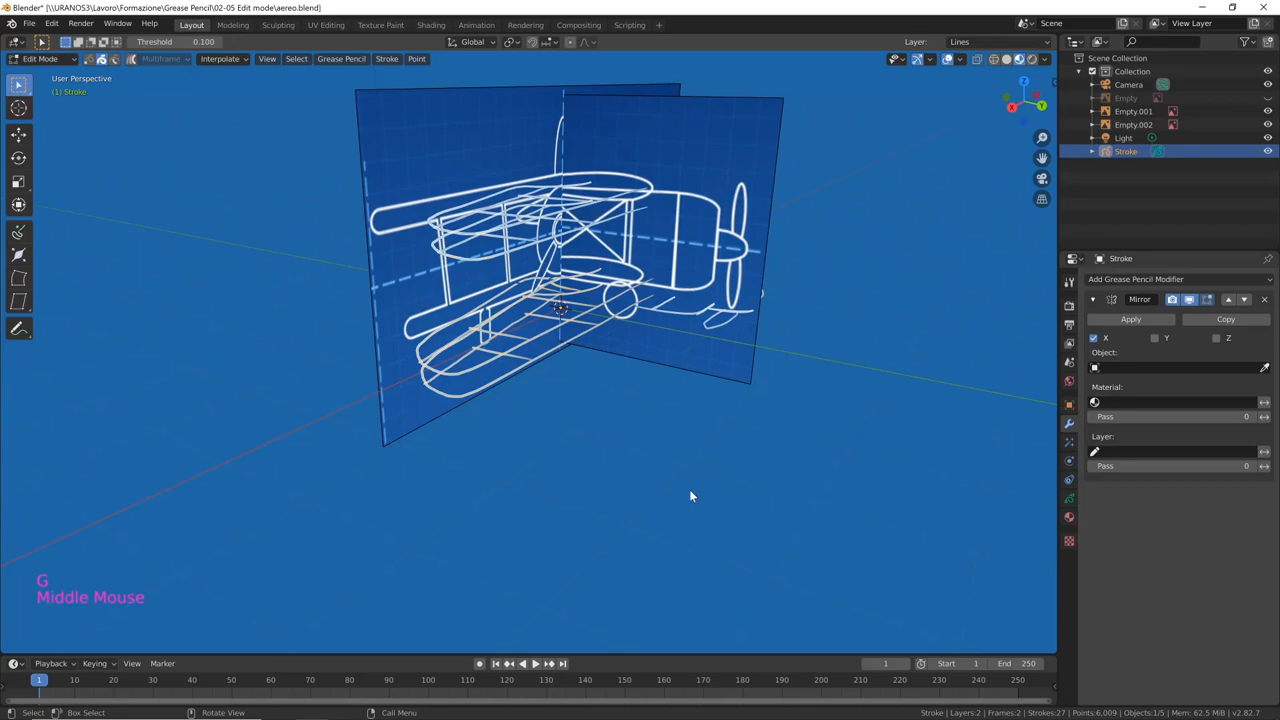 Blender* [\\URANOS3\Lavoro\Formazione\Grease Pencil\02-05 Edit mode\aereo.blend]
File Edit Render Window Help Layout Modeling Sculpting UV Editing Texture Paint Shading Animation Rendering Compositing Scripting Scene View Layer
Threshold 0.100 Global Layer: Lines
Edit Mode Multiframe Interpolate View Select Grease Pencil Stroke Point
User Perspective
(1) Stroke
Scene Collection
Collection
Camera
Empty
Empty.001
Empty.002
Light
Stroke
X
Y
Z
Stroke
Add Grease Pencil Modifier
Mirror
Apply Copy
X Y Z
Object:
Material:
Pass 0
Layer:
Pass 0
G
Middle Mouse
Playback Keying View Marker 1 Start 1 End 250
1 10 20 30 40 50 60 70 80 90 100 110 120 130 140 150 160 170 180 190 200 210 220 230 240 250
Select Box Select Rotate View Call Menu Stroke | Layers:2 | Frames:2 | Strokes:27 | Points:6,009 | Objects:1/5 | Mem: 62.5 MiB | v2.82.7